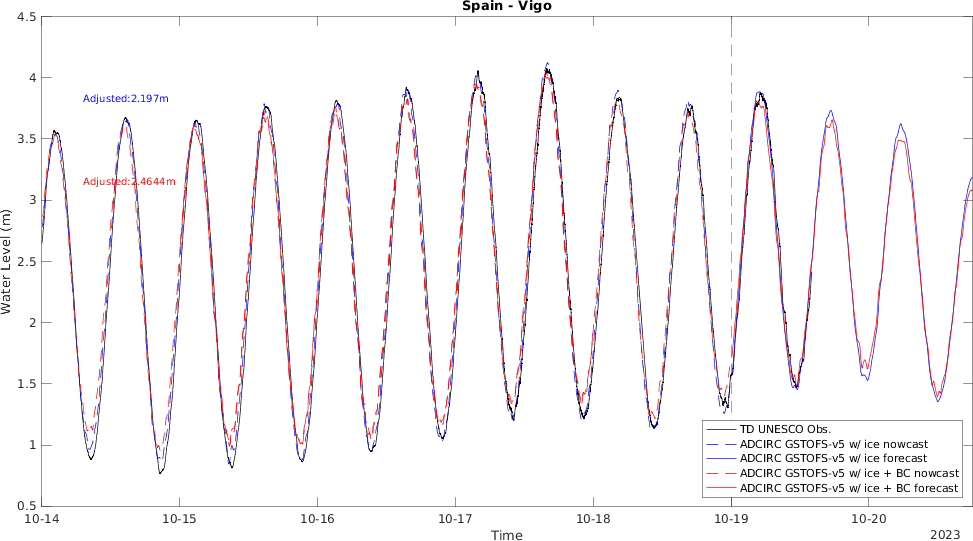 Spain - Vigo
4.5
4
3.5
3
2.5
2
1.5
1
0.5
Water Level (m)
Adjusted:2.197m
Adjusted:2.4644m
TD UNESCO Obs.
ADCIRC GSTOFS-v5 w/ ice nowcast
ADCIRC GSTOFS-v5 w/ ice forecast
ADCIRC GSTOFS-v5 w/ ice + BC nowcast
ADCIRC GSTOFS-v5 w/ ice + BC forecast
10-14 10-15 10-16 10-17 10-18 10-19 10-20
Time
2023